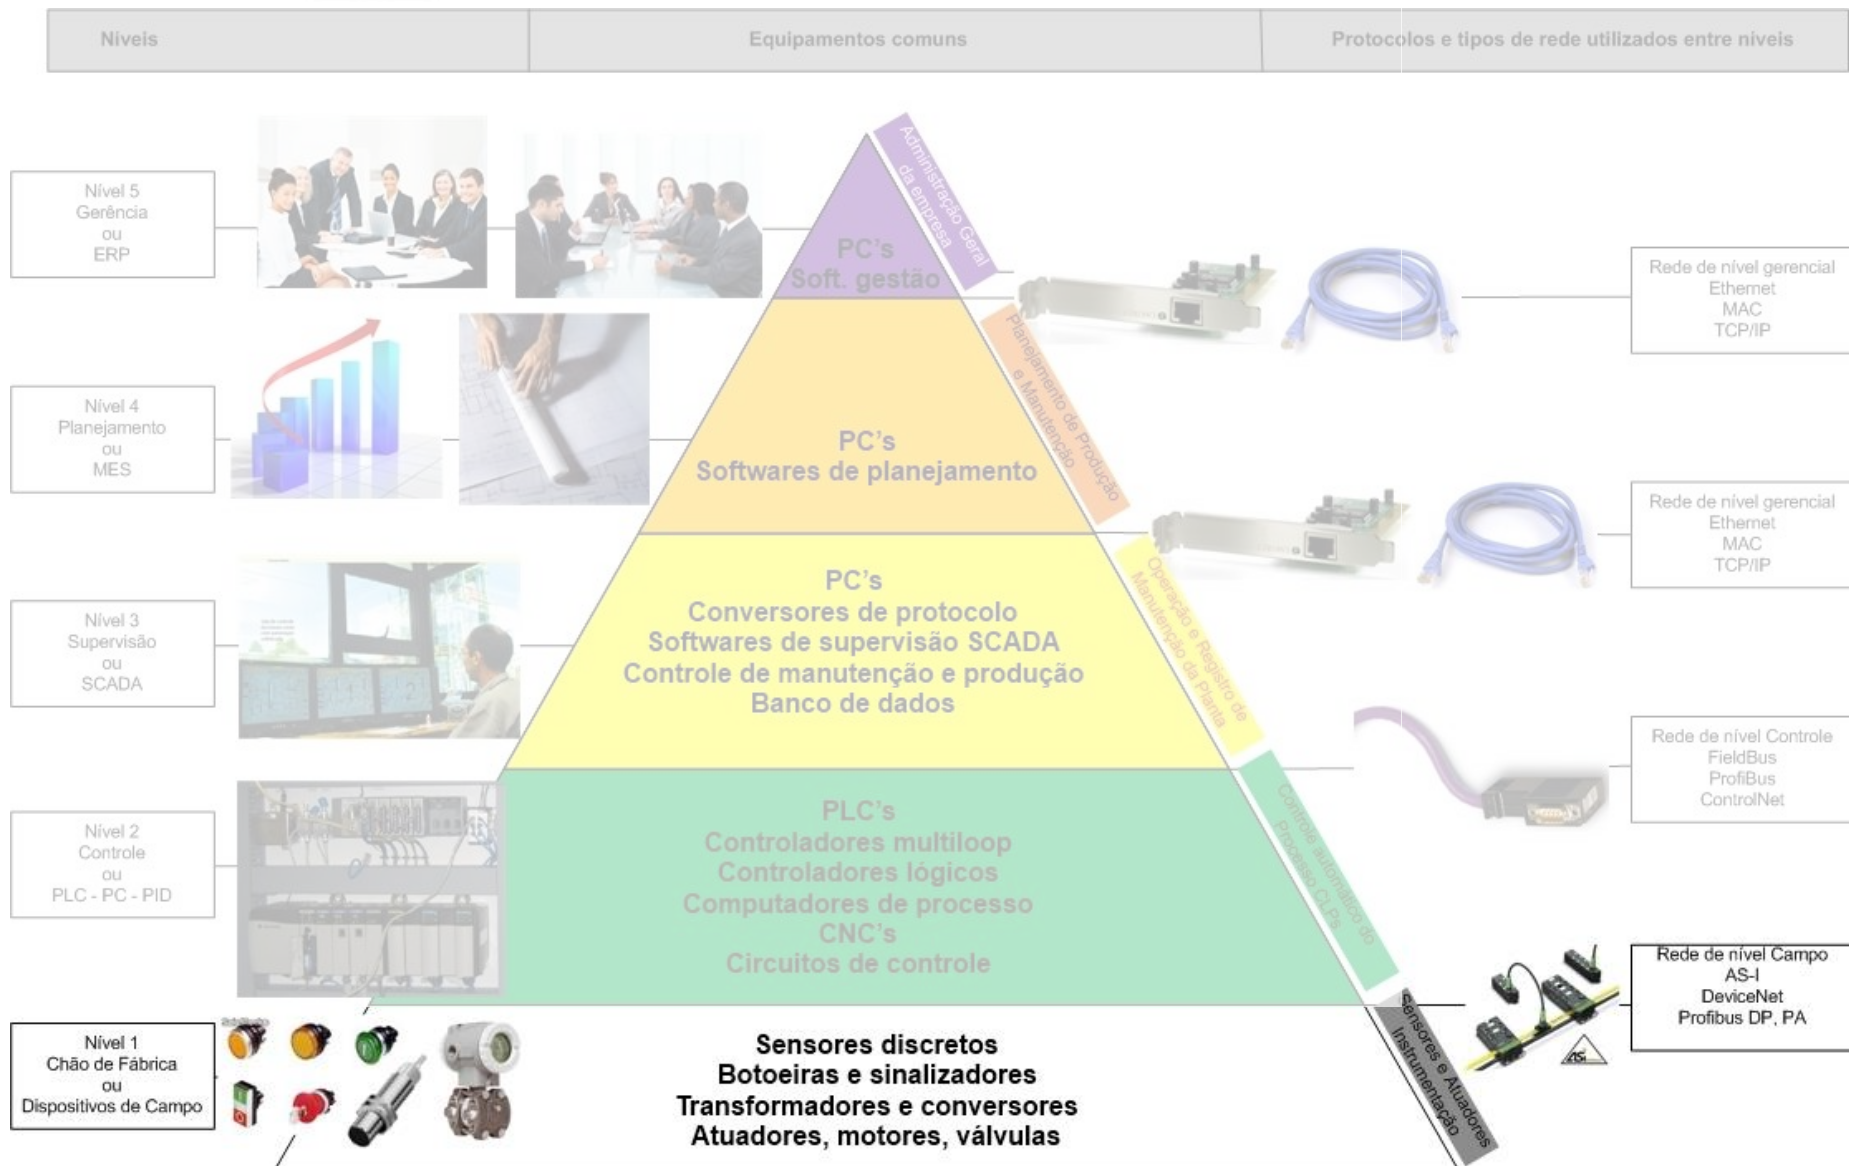 Níveis
Equipamentos comuns
Protocolos e tipos de rede utilizados entre níveis
Nível 5
Gerência
ou
ERP
PC's
Soft. gestão
Administração Geral
da empresa
Rede de nível gerencial
Ethernet
MAC
TCP/IP
Nível 4
Planejamento
ou
MES
PC's
Softwares de planejamento
Planejamento de Produção
e Manutenção
Rede de nível gerencial
Ethernet
MAC
TCP/IP
Nível 3
Supervisão
ou
SCADA
PC's
Conversores de protocolo
Softwares de supervisão SCADA
Controle de manutenção e produção
Banco de dados
Operação e Registro de
Manutenção da Planta
Rede de nível Controle
FieldBus
ProfiBus
ControlNet
Nível 2
Controle
ou
PLC - PC - PID
PLC's
Controladores multiloop
Controladores lógicos
Computadores de processo
CNC's
Circuitos de controle
Controle automático do
Processo CLPs
Rede de nível Campo
AS-I
DeviceNet
Profibus DP, PA
Nível 1
Chão de Fábrica
ou
Dispositivos de Campo
Sensores discretos
Botoeiras e sinalizadores
Transformadores e conversores
Atuadores, motores, válvulas
Sensores e Atuadores
Instrumentação
ASi